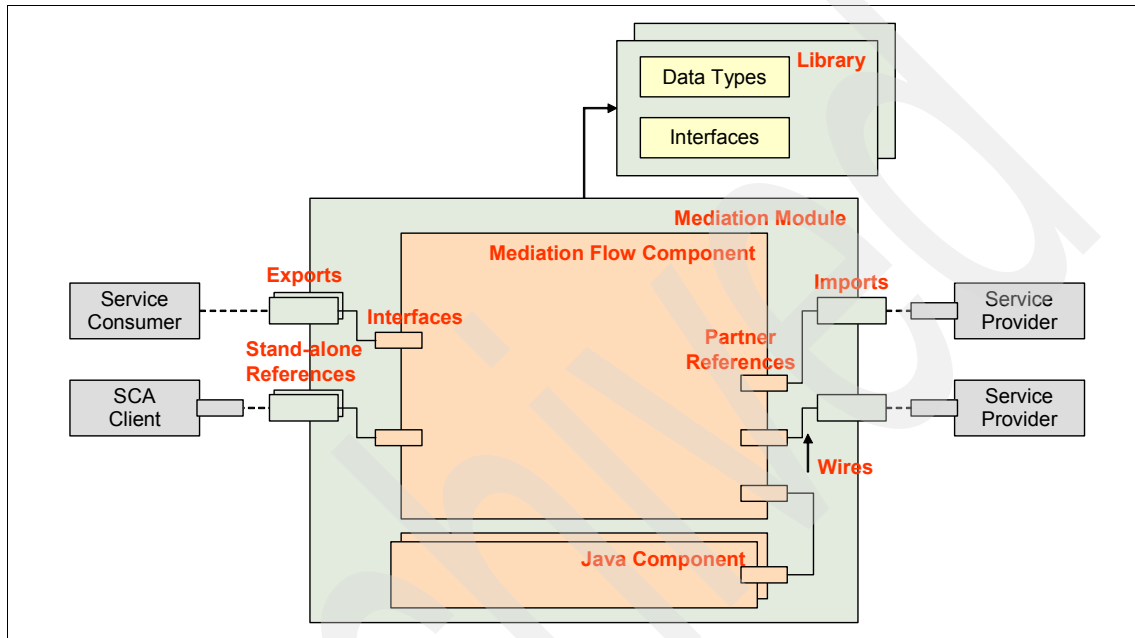 Library
Data Types
Interfaces
Mediation Module
Mediation Flow Component
Exports
Imports
Service
Consumer
Interfaces
Service
Provider
Stand-alone
References
Partner
References
SCA
Client
Service
Provider
Wires
Java Component